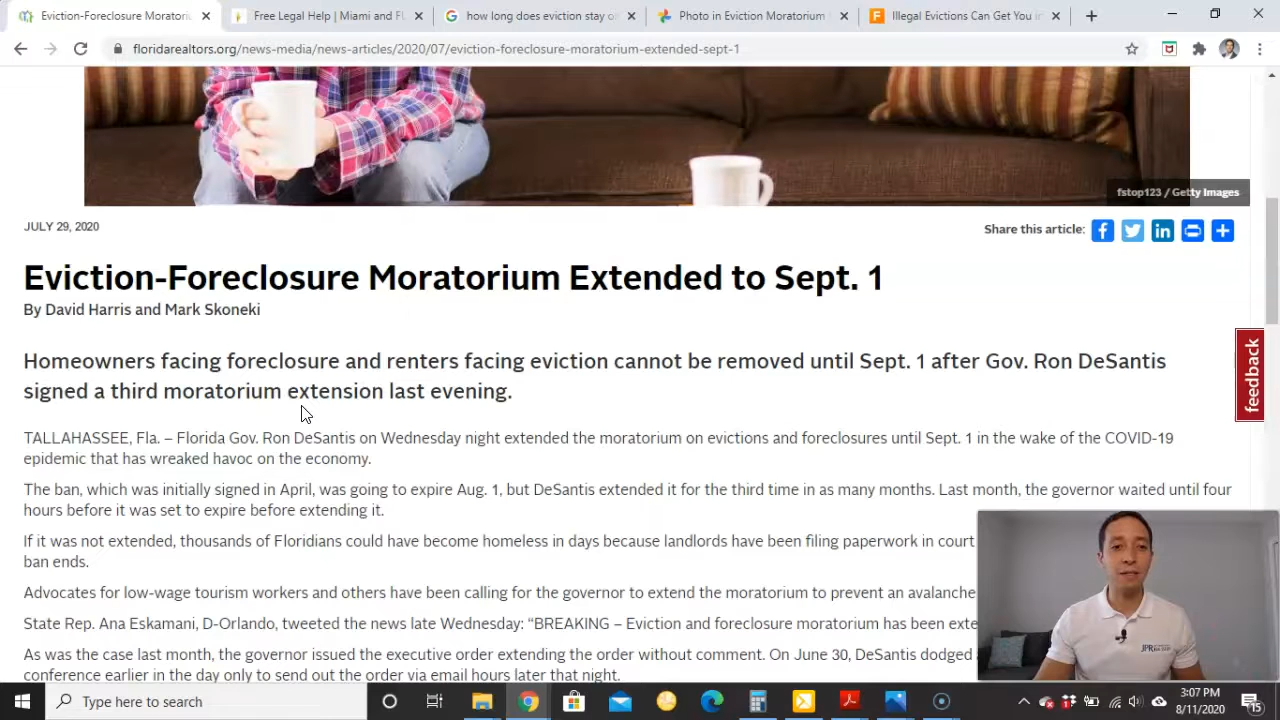 Eviction-Foreclosure Moratoriu
Free Legal Help | Miami and Fl
how long does eviction stay o
Photo in Eviction Moratorium
Illegal Evictions Can Get You i
floridarealtors.org/news-media/news-articles/2020/07/eviction-foreclosure-moratorium-extended-sept-1
fstop123 / Getty Images
JULY 29, 2020
Share this article:
Eviction-Foreclosure Moratorium Extended to Sept. 1
By David Harris and Mark Skoneki
feedback
Homeowners facing foreclosure and renters facing eviction cannot be removed until Sept. 1 after Gov. Ron DeSantis
signed a third moratorium extension last evening.
TALLAHASSEE, Fla. – Florida Gov. Ron DeSantis on Wednesday night extended the moratorium on evictions and foreclosures until Sept. 1 in the wake of the COVID-19
epidemic that has wreaked havoc on the economy.
The ban, which was initially signed in April, was going to expire Aug. 1, but DeSantis extended it for the third time in as many months. Last month, the governor waited until four
hours before it was set to expire before extending it.
If it was not extended, thousands of Floridians could have become homeless in days because landlords have been filing paperwork in court
ban ends.
Advocates for low-wage tourism workers and others have been calling for the governor to extend the moratorium to prevent an avalanche
State Rep. Ana Eskamani, D-Orlando, tweeted the news late Wednesday: “BREAKING – Eviction and foreclosure moratorium has been exte
As was the case last month, the governor issued the executive order extending the order without comment. On June 30, DeSantis dodged
conference earlier in the day only to send out the order via email hours later that night.
JPR
Type here to search
3:07 PM
8/11/2020
15